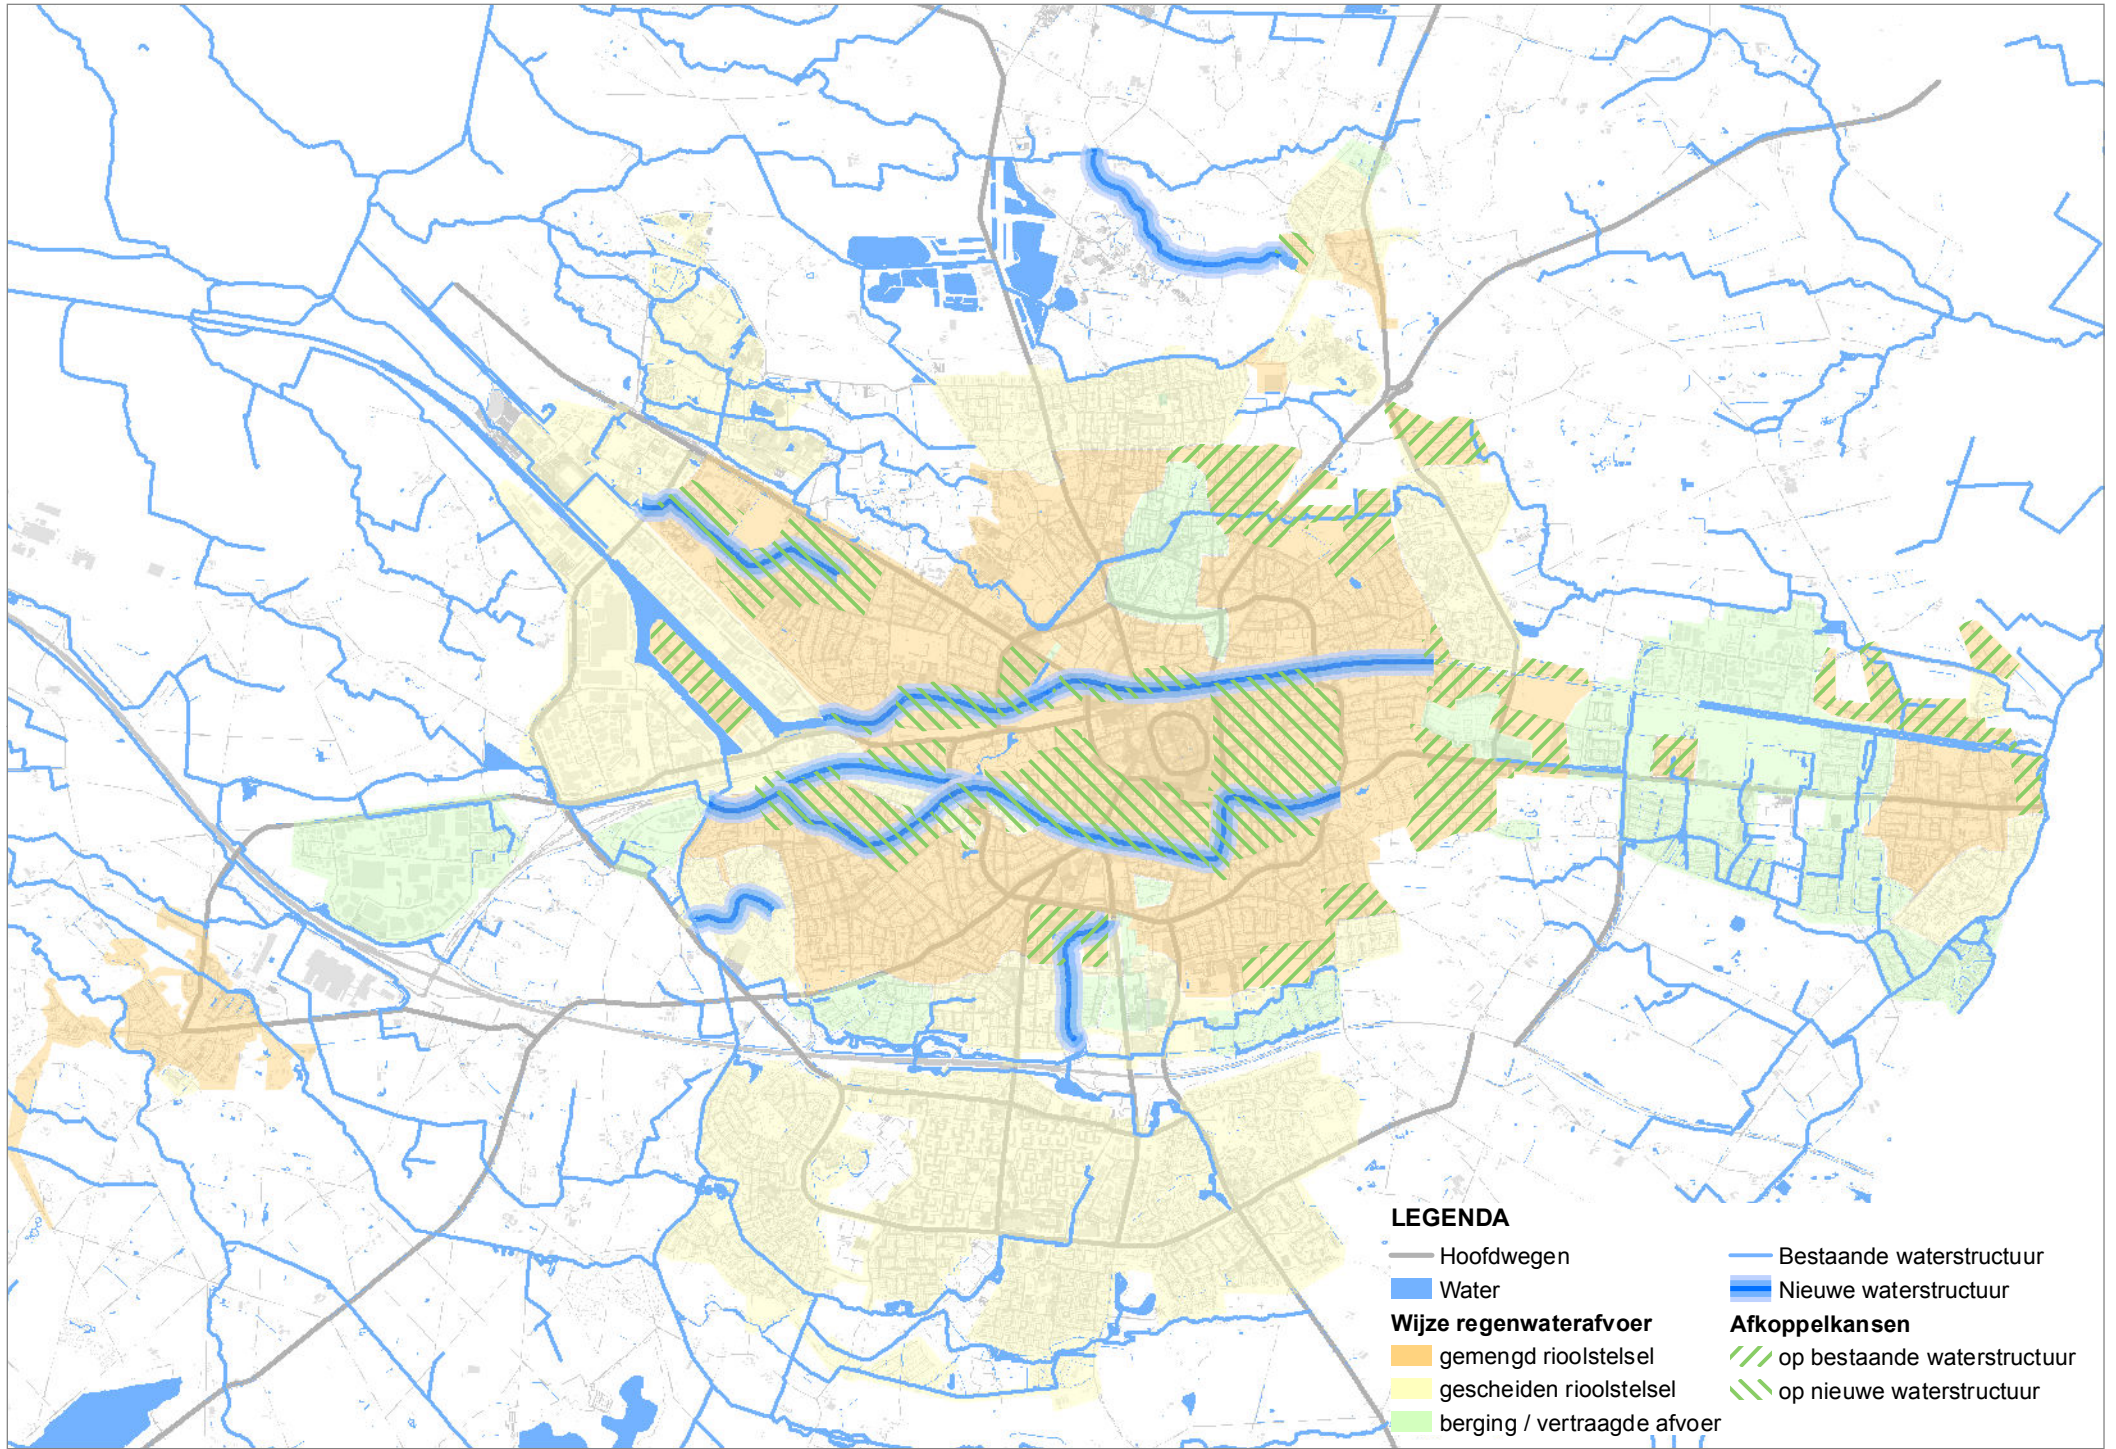 LEGENDA
Hoofdwegen
Water
Wijze regenwaterafvoer
gemengd rioolstelsel
gescheiden rioolstelsel
berging / vertraagde afvoer
Bestaande waterstructuur
Nieuwe waterstructuur
Afkoppelkansen
op bestaande waterstructuur
op nieuwe waterstructuur